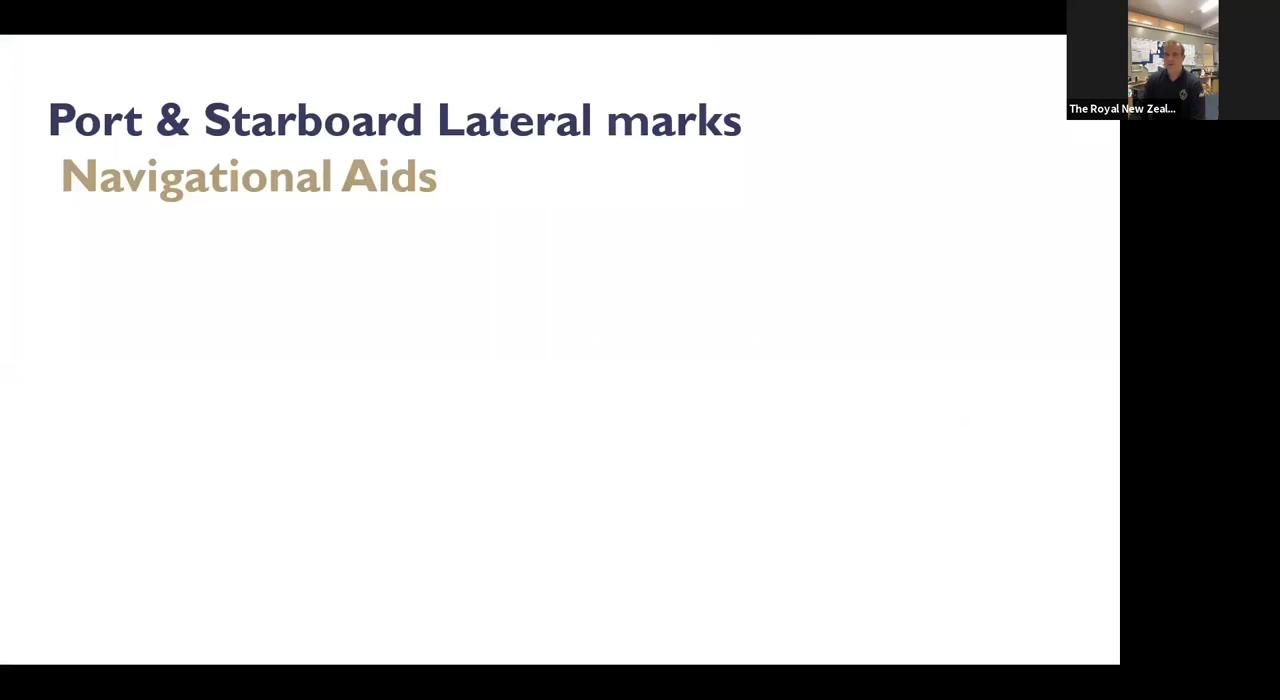 Port & Starboard Lateral marks
Navigational Aids
The Royal New Zeal...